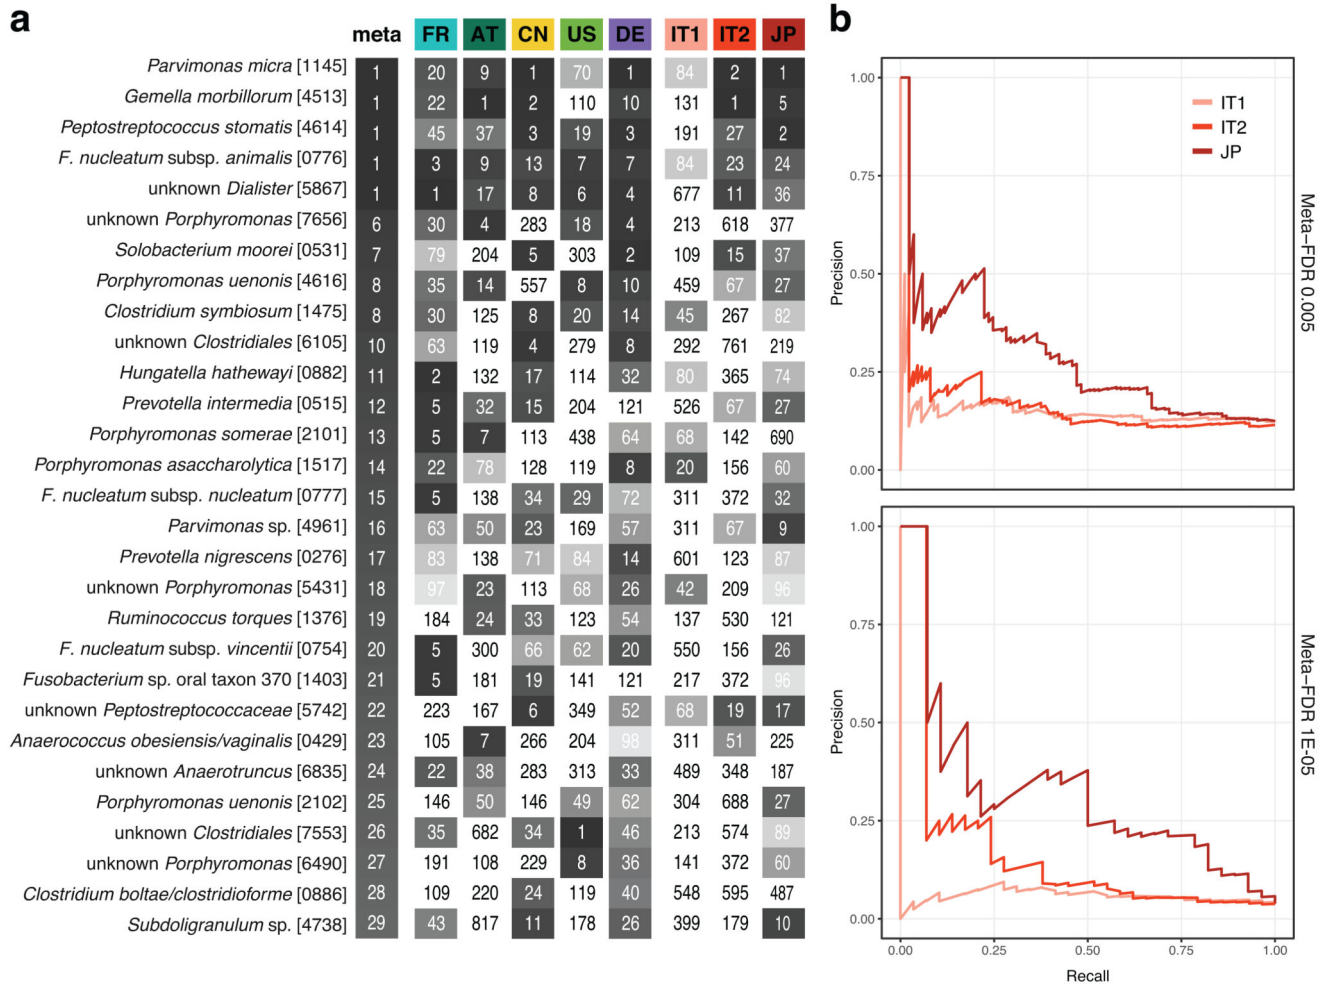 a
meta FR AT CN US DE IT1 IT2 JP
Parvimonas micra [1145] 1 20 9 1 70 1 84 2 1
Gemella morbillorum [4513] 1 22 1 2 110 10 131 1 5
Peptostreptococcus stomatis [4614] 1 45 37 3 19 3 191 27 2
F. nucleatum subsp. animalis [0776] 1 3 9 13 7 7 84 23 24
unknown Dialister [5867] 1 1 17 8 6 4 677 11 36
unknown Porphyromonas [7656] 6 30 4 283 18 4 213 618 377
Solobacterium moorei [0531] 7 79 204 5 303 2 109 15 37
Porphyromonas uenonis [4616] 8 35 14 557 8 10 459 67 27
Clostridium symbiosum [1475] 8 30 125 8 20 14 45 267 82
unknown Clostridiales [6105] 10 63 119 4 279 8 292 761 219
Hungatella hathewayi [0882] 11 2 132 17 114 32 80 365 74
Prevotella intermedia [0515] 12 5 32 15 204 121 526 67 27
Porphyromonas somerae [2101] 13 5 7 113 438 64 68 142 690
Porphyromonas asaccharolytica [1517] 14 22 78 128 119 8 20 156 60
F. nucleatum subsp. nucleatum [0777] 15 5 138 34 29 72 311 372 32
Parvimonas sp. [4961] 16 63 50 23 169 57 311 67 9
Prevotella nigrescens [0276] 17 83 138 71 84 14 601 123 87
unknown Porphyromonas [5431] 18 97 23 113 68 26 42 209 96
Ruminococcus torques [1376] 19 184 24 33 123 54 137 530 121
F. nucleatum subsp. vincentii [0754] 20 5 300 66 62 20 550 156 26
Fusobacterium sp. oral taxon 370 [1403] 21 5 181 19 141 121 217 372 96
unknown Peptostreptococcaceae [5742] 22 223 167 6 349 52 68 19 17
Anaerococcus obesiensis/vaginalis [0429] 23 105 7 266 204 98 311 51 225
unknown Anaerotruncus [6835] 24 22 38 283 313 33 489 348 187
Porphyromonas uenonis [2102] 25 146 50 146 49 62 304 688 27
unknown Clostridiales [7553] 26 35 682 34 1 46 213 574 89
unknown Porphyromonas [6490] 27 191 108 229 8 36 141 372 60
Clostridium boltae/clostridioforme [0886] 28 109 220 24 119 40 548 595 487
Subdoligranulum sp. [4738] 29 43 817 11 178 26 399 179 10
b
1.00
0.75
0.50
0.25
0.00
Precision
IT1
IT2
JP
Meta-FDR 0.005
1.00
0.75
0.50
0.25
0.00
Precision
Meta-FDR 1E-05
0.00 0.25 0.50 0.75 1.00
Recall